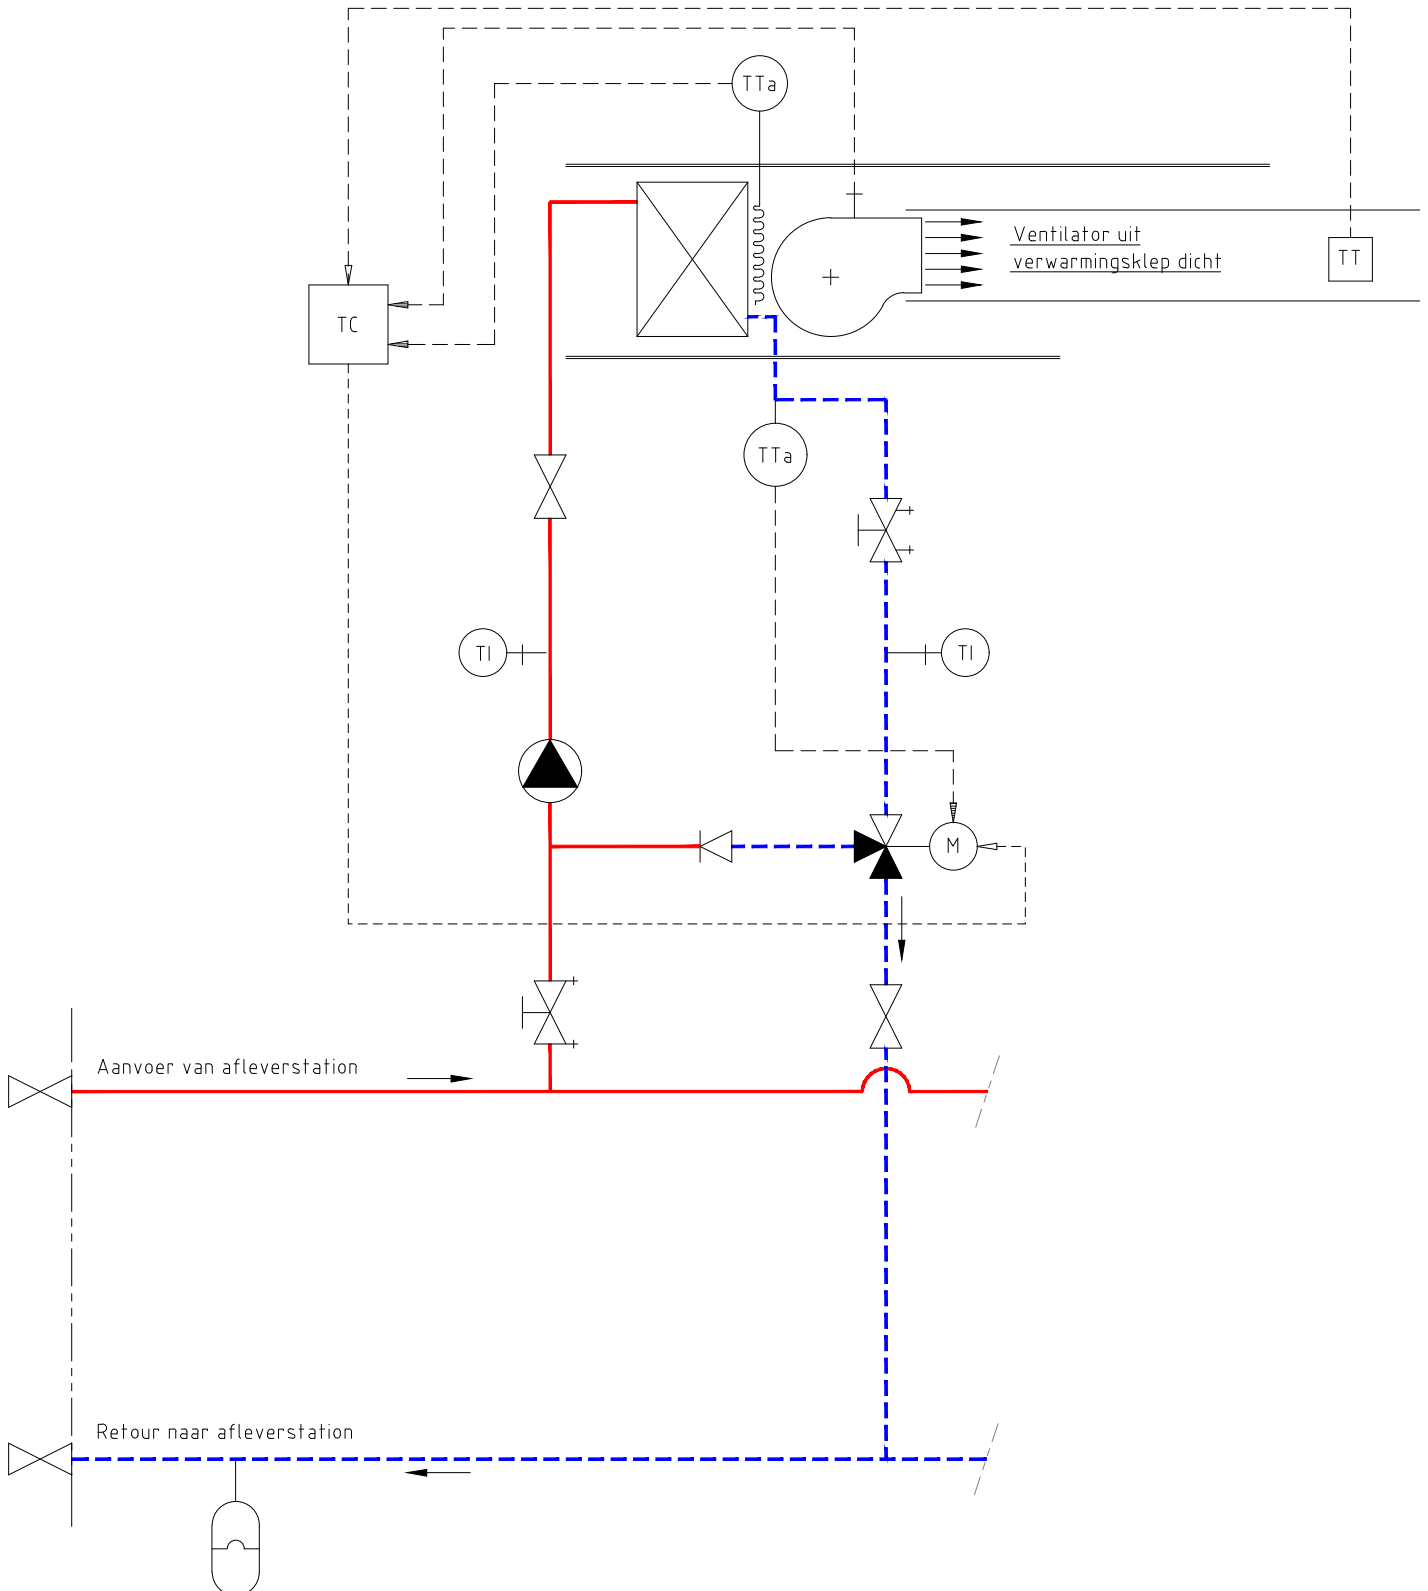 TTa
Ventilator uit
verwarmingsklep dicht
TT
TC
TTa
TI
TI
M
Aanvoer van afleverstation
Retour naar afleverstation